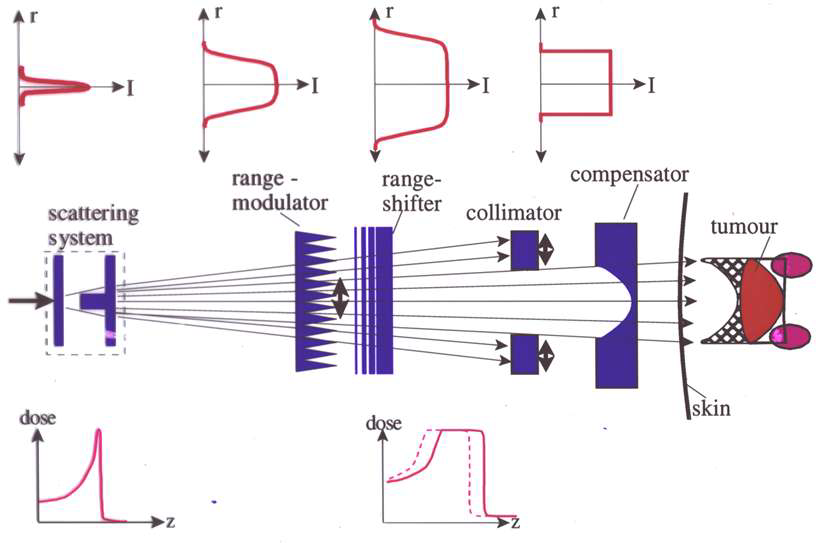 r
I
r
I
r
I
r
I
scattering
system
range -
modulator
range-
shifter
collimator
compensator
tumour
skin
dose
z
dose
z